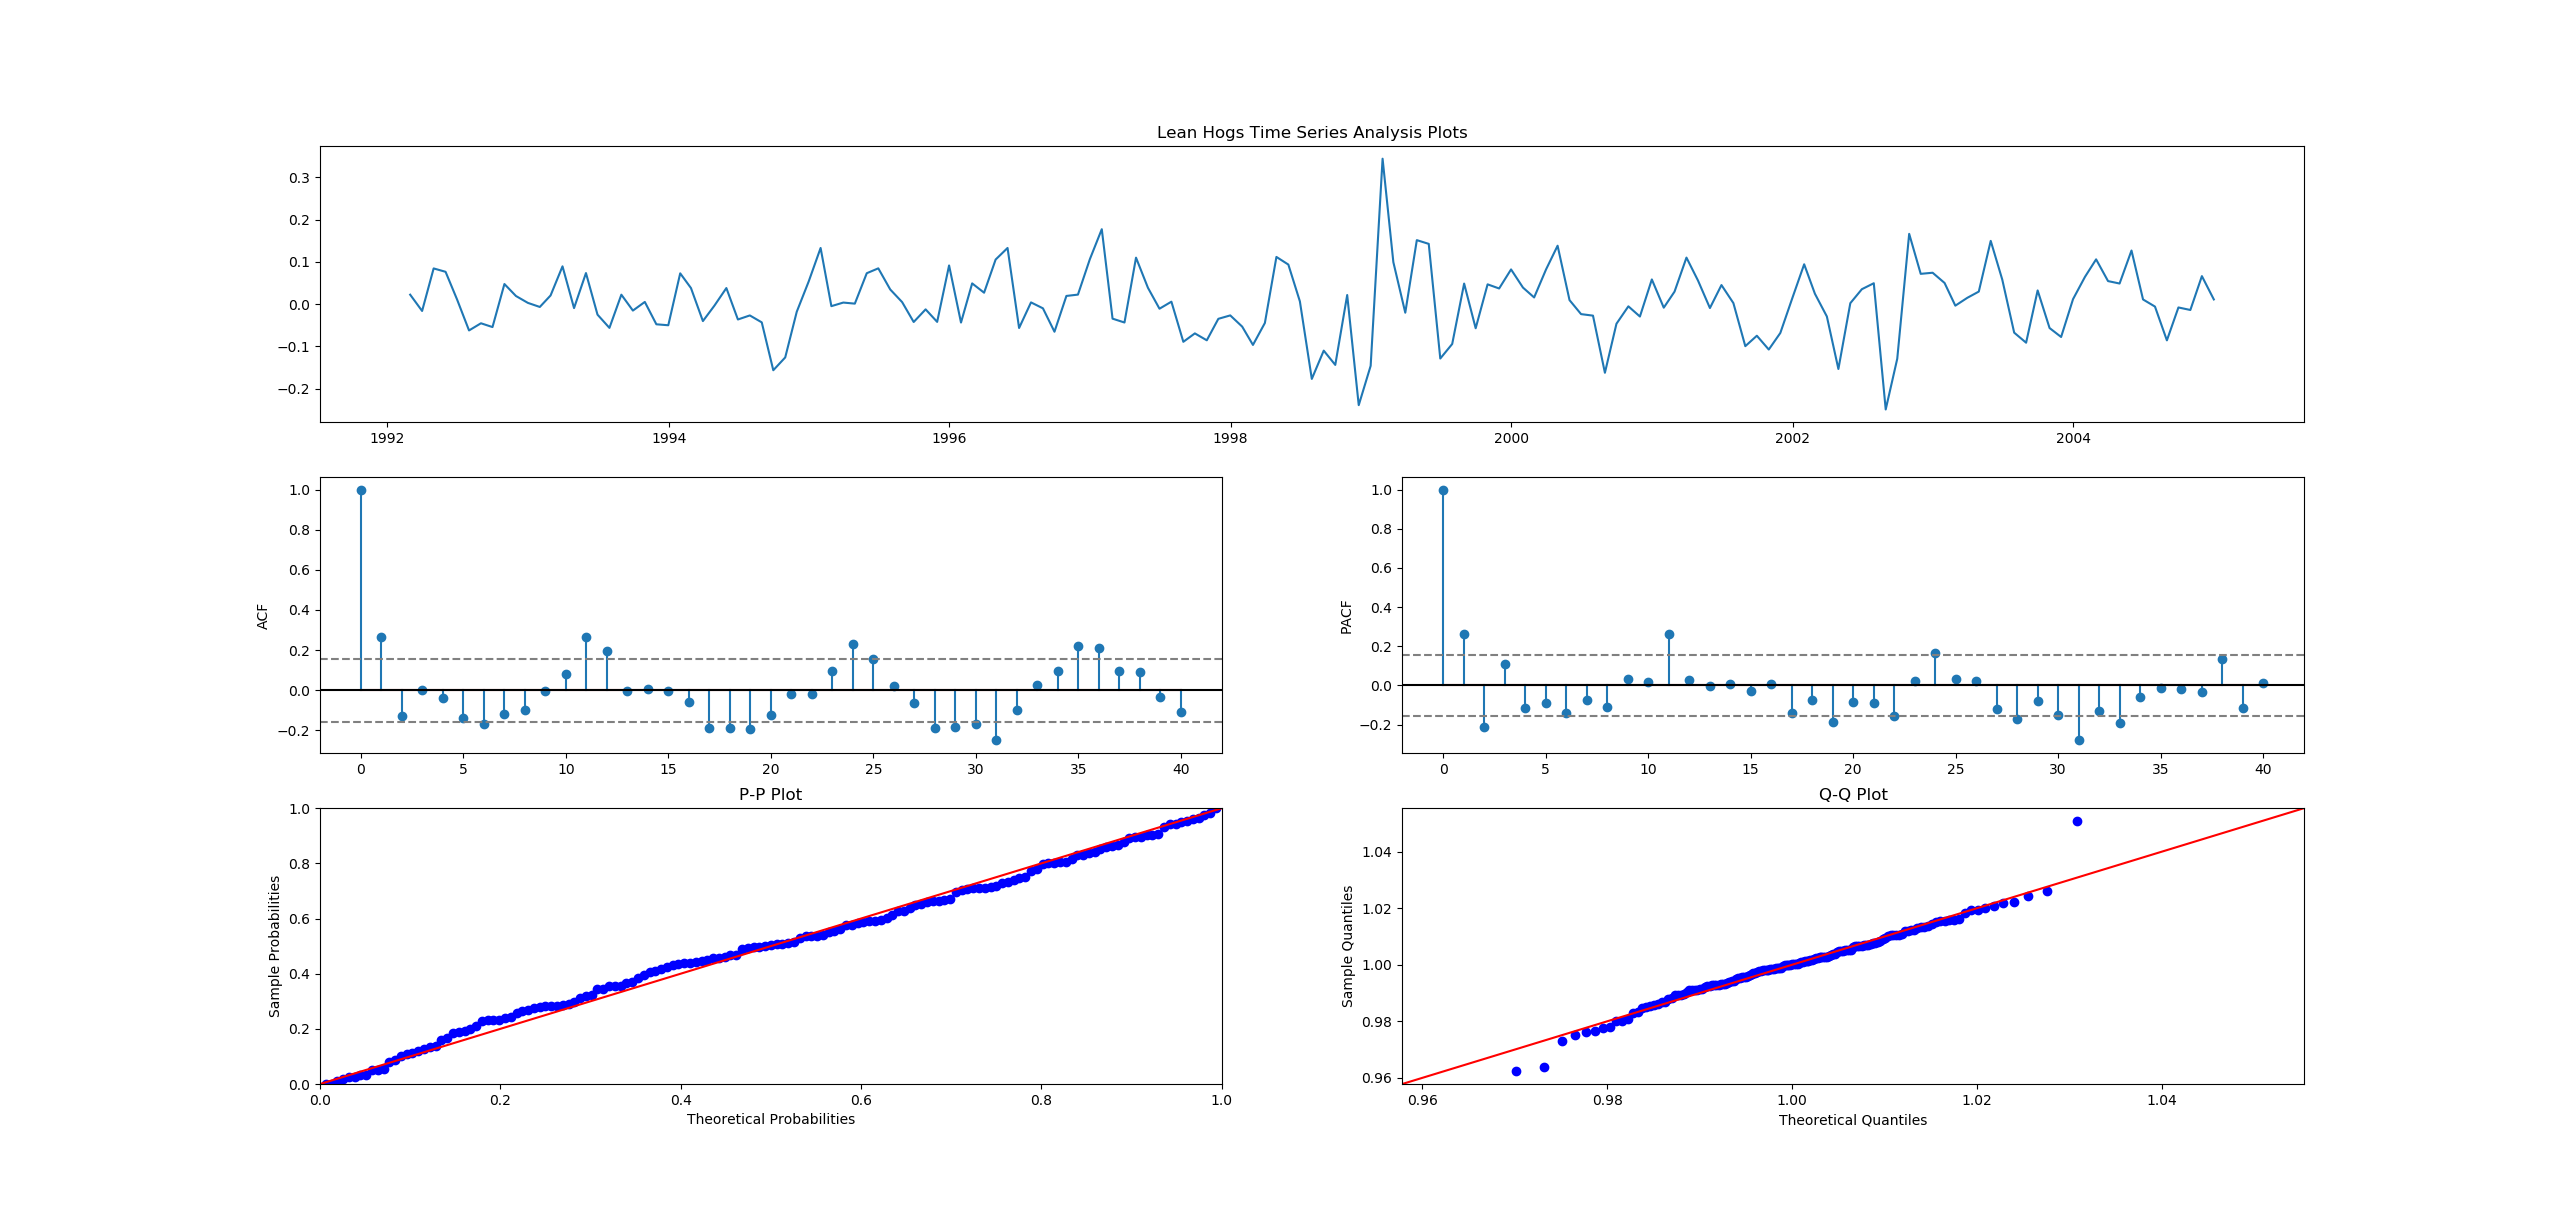 Lean Hogs Time Series Analysis Plots
0.3
0.2
0.1
0.0
−0.1
−0.2
1992 1994 1996 1998 2000 2002 2004
ACF
1.0
0.8
0.6
0.4
0.2
0.0
−0.2
0 5 10 15 20 25 30 35 40
PACF
1.0
0.8
0.6
0.4
0.2
0.0
−0.2
0 5 10 15 20 25 30 35 40
P-P Plot
Sample Probabilities
1.0
0.8
0.6
0.4
0.2
0.0
0.0 0.2 0.4 0.6 0.8 1.0
Theoretical Probabilities
Q-Q Plot
Sample Quantiles
1.04
1.02
1.00
0.98
0.96
0.96 0.98 1.00 1.02 1.04
Theoretical Quantiles